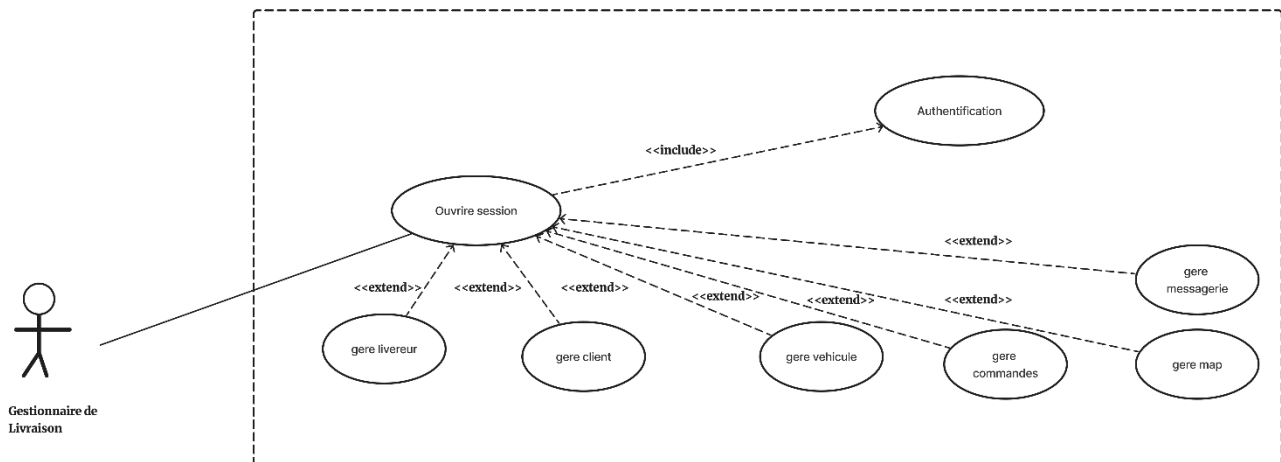 Authentification
<<include>>
Ouvrire session
<<extend>>
gere
messagerie
<<extend>>
<<extend>>
<<extend>>
<<extend>>
<<extend>>
<<extend>>
gere livereur
gere client
gere vehicule
gere
commandes
gere map
Gestionnaire de
Livraison